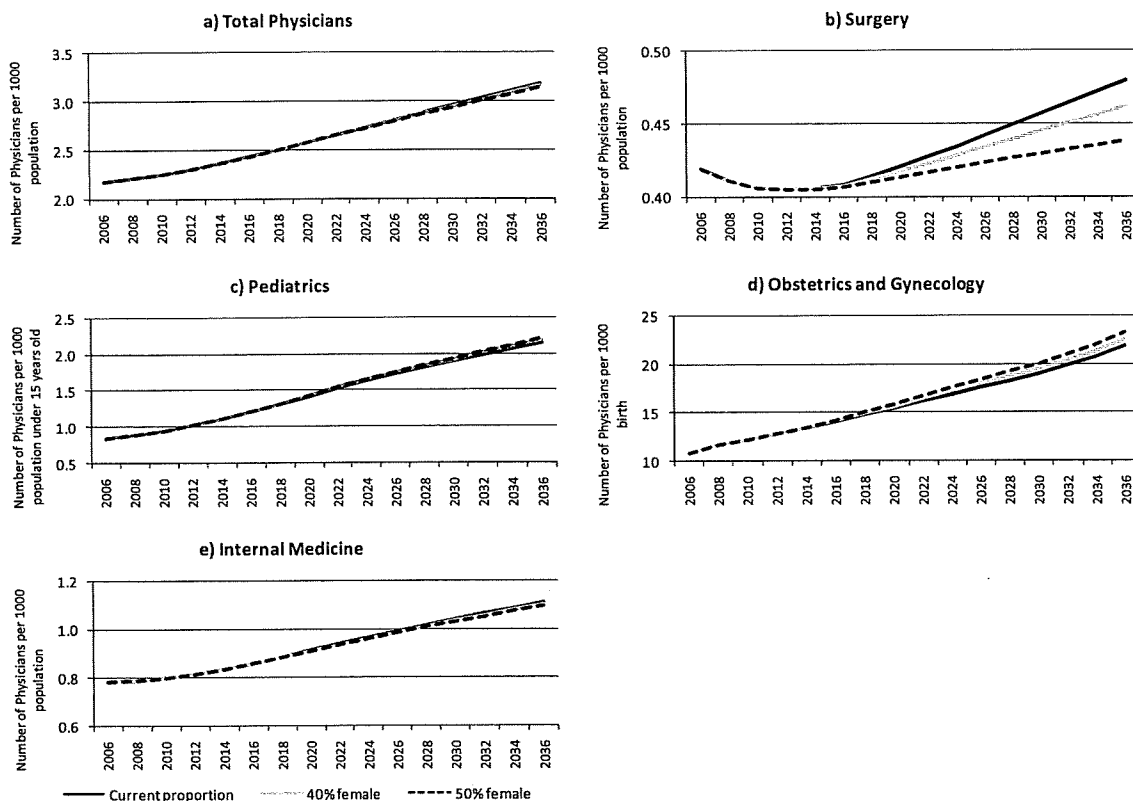 a) Total Physicians
Number of Physicians per 1000
population
3.5
3.0
2.5
2.0
2006 2008 2010 2012 2014 2016 2018 2020 2022 2024 2026 2028 2030 2032 2034 2036
b) Surgery
Number of Physicians per 1000
population
0.50
0.45
0.40
2006 2008 2010 2012 2014 2016 2018 2020 2022 2024 2026 2028 2030 2032 2034 2036
c) Pediatrics
Number of Physicians per 1000
population under 15 years old
2.5
2.0
1.5
1.0
0.5
2006 2008 2010 2012 2014 2016 2018 2020 2022 2024 2026 2028 2030 2032 2034 2036
d) Obstetrics and Gynecology
Number of Physicians per 1000
birth
25
20
15
10
2006 2008 2010 2012 2014 2016 2018 2020 2022 2024 2026 2028 2030 2032 2034 2036
e) Internal Medicine
Number of Physicians per 1000
population
1.2
1.0
0.8
0.6
2006 2008 2010 2012 2014 2016 2018 2020 2022 2024 2026 2028 2030 2032 2034 2036
Current proportion 40% female 50% female